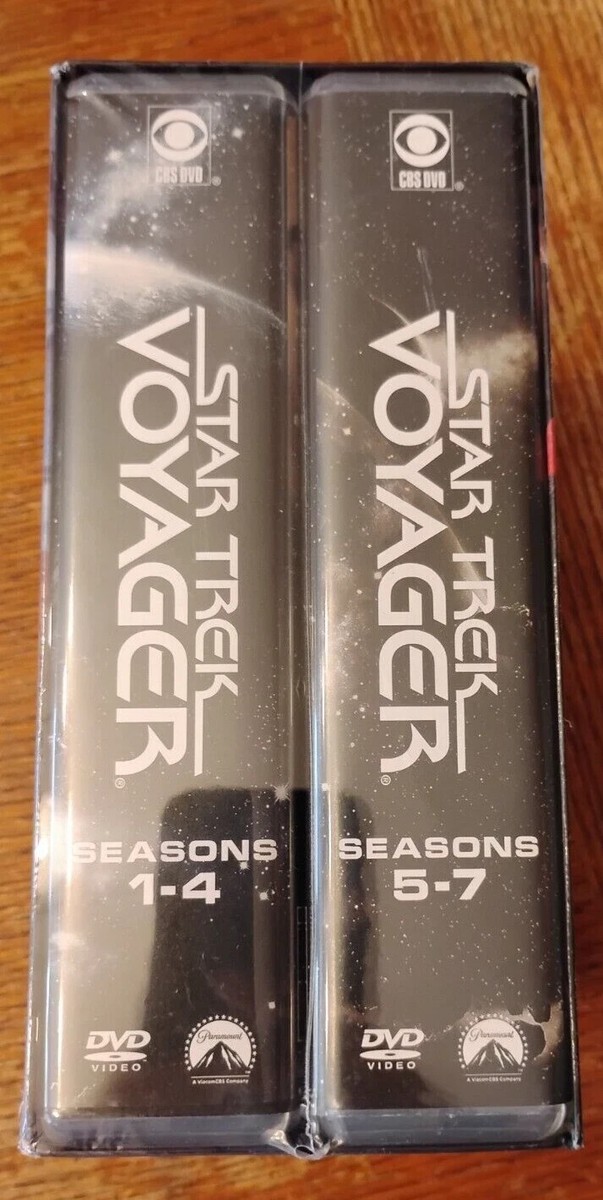 CBS DVD®
STAR TREK
VOYAGER®
SEASONS
1-4
DVD
VIDEO
Paramount
A ViacomCBS Company
CBS DVD®
STAR TREK
VOYAGER®
SEASONS
5-7
DVD
VIDEO
Paramount
A ViacomCBS Company